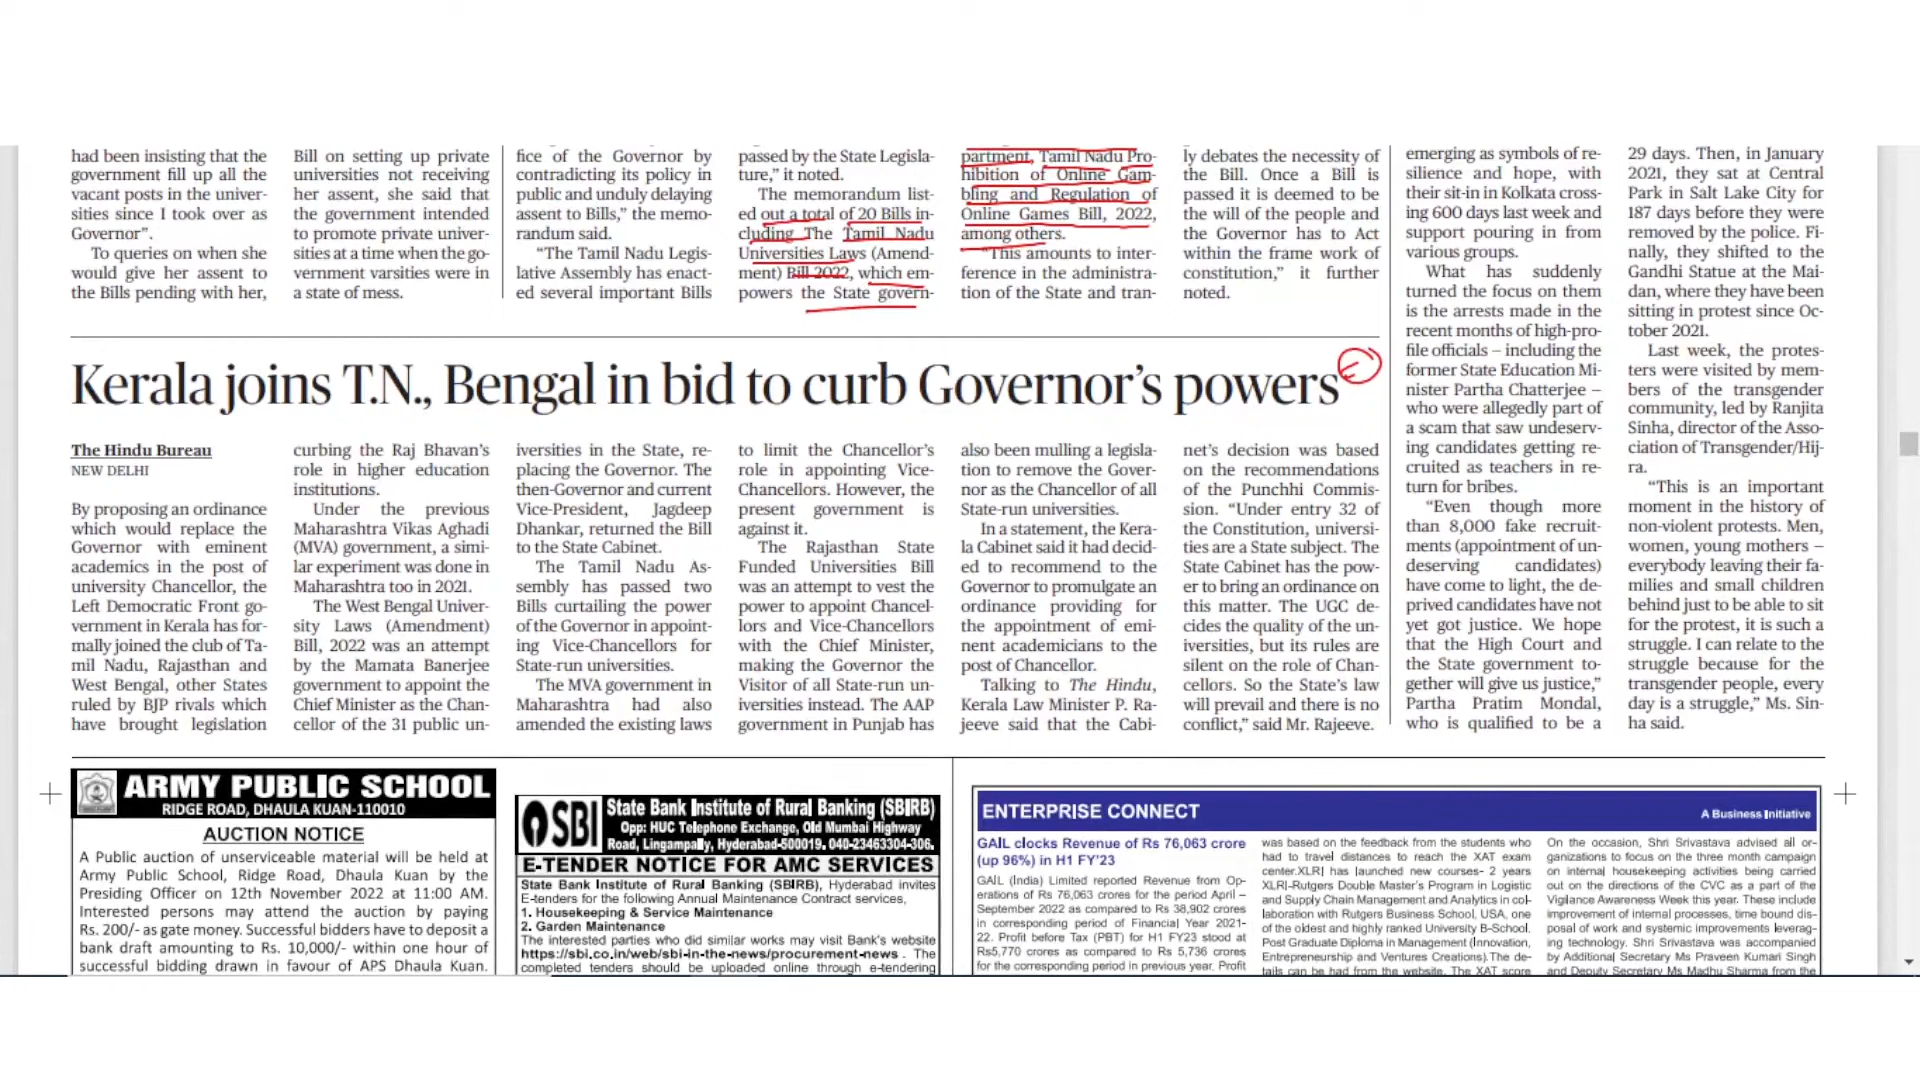 had been insisting that the
government fill up all the
vacant posts in the univer-
sities since I took over as
Governor".
To queries on when she
would give her assent to
the Bills pending with her,
Bill on setting up private
universities not receiving
her assent, she said that
the government intended
to promote private univer-
sities at a time when the go-
vernment varsities were in
a state of mess.
fice of the Governor by
contradicting its policy in
public and unduly delaying
assent to Bills," the memo-
randum said.
"The Tamil Nadu Legis-
lative Assembly has enact-
ed several important Bills
passed by the State Legisla-
ture," it noted.
The memorandum list-
ed out a total of 20 Bills in-
cluding The Tamil Nadu
Universities Laws (Amend-
ment) Bill 2022, which em-
powers the State govern-
partment, Tamil Nadu Pro-
hibition of Online Gam-
bling and Regulation of
Online Games Bill, 2022,
among others.
"This amounts to inter-
ference in the administra-
tion of the State and tran-
ly debates the necessity of
the Bill. Once a Bill is
passed it is deemed to be
the will of the people and
the Governor has to Act
within the frame work of
constitution," it further
noted.
emerging as symbols of re-
silience and hope, with
their sit-in in Kolkata cross-
ing 600 days last week and
support pouring in from
various groups.
What has suddenly
turned the focus on them
is the arrests made in the
recent months of high-pro-
file officials – including the
former State Education Mi-
nister Partha Chatterjee –
who were allegedly part of
a scam that saw undeserv-
ing candidates getting re-
cruited as teachers in re-
turn for bribes.
"Even though more
than 8,000 fake recruit-
ments (appointment of un-
deserving candidates)
have come to light, the de-
prived candidates have not
yet got justice. We hope
that the High Court and
the State government to-
gether will give us justice,"
Partha Pratim Mondal,
who is qualified to be a
29 days. Then, in January
2021, they sat at Central
Park in Salt Lake City for
187 days before they were
removed by the police. Fi-
nally, they shifted to the
Gandhi Statue at the Mai-
dan, where they have been
sitting in protest since Oc-
tober 2021.
Last week, the protes-
ters were visited by mem-
bers of the transgender
community, led by Ranjita
Sinha, director of the Asso-
ciation of Transgender/Hij-
ra.
"This is an important
moment in the history of
non-violent protests. Men,
women, young mothers –
everybody leaving their fa-
milies and small children
behind just to be able to sit
for the protest, it is such a
struggle. I can relate to the
struggle because for the
transgender people, every
day is a struggle," Ms. Sin-
ha said.
Kerala joins T.N., Bengal in bid to curb Governor's powers
The Hindu Bureau
NEW DELHI
By proposing an ordinance
which would replace the
Governor with eminent
academics in the post of
university Chancellor, the
Left Democratic Front go-
vernment in Kerala has for-
mally joined the club of Ta-
mil Nadu, Rajasthan and
West Bengal, other States
ruled by BJP rivals which
have brought legislation
curbing the Raj Bhavan's
role in higher education
institutions.
Under the previous
Maharashtra Vikas Aghadi
(MVA) government, a simi-
lar experiment was done in
Maharashtra too in 2021.
The West Bengal Univer-
sity Laws (Amendment)
Bill, 2022 was an attempt
by the Mamata Banerjee
government to appoint the
Chief Minister as the Chan-
cellor of the 31 public un-
iversities in the State, re-
placing the Governor. The
then-Governor and current
Vice-President, Jagdeep
Dhankar, returned the Bill
to the State Cabinet.
The Tamil Nadu As-
sembly has passed two
Bills curtailing the power
of the Governor in appoint-
ing Vice-Chancellors for
State-run universities.
The MVA government in
Maharashtra had also
amended the existing laws
to limit the Chancellor's
role in appointing Vice-
Chancellors. However, the
present government is
against it.
The Rajasthan State
Funded Universities Bill
was an attempt to vest the
power to appoint Chancel-
lors and Vice-Chancellors
with the Chief Minister,
making the Governor the
Visitor of all State-run un-
iversities instead. The AAP
government in Punjab has
also been mulling a legisla-
tion to remove the Gover-
nor as the Chancellor of all
State-run universities.
In a statement, the Kera-
la Cabinet said it had decid-
ed to recommend to the
Governor to promulgate an
ordinance providing for
the appointment of emi-
nent academicians to the
post of Chancellor.
Talking to The Hindu,
Kerala Law Minister P. Ra-
jeeve said that the Cabi-
net's decision was based
on the recommendations
of the Punchhi Commis-
sion. "Under entry 32 of
the Constitution, universi-
ties are a State subject. The
State Cabinet has the pow-
er to bring an ordinance on
this matter. The UGC de-
cides the quality of the un-
iversities, but its rules are
silent on the role of Chan-
cellors. So the State's law
will prevail and there is no
conflict," said Mr. Rajeeve.
ARMY PUBLIC SCHOOL
RIDGE ROAD, DHAULA KUAN-110010
AUCTION NOTICE
A Public auction of unserviceable material will be held at
Army Public School, Ridge Road, Dhaula Kuan by the
Presiding Officer on 12th November 2022 at 11:00 AM.
Interested persons may attend the auction by paying
Rs. 200/- as gate money. Successful bidders have to deposit a
bank draft amounting to Rs. 10,000/- within one hour of
successful bidding drawn in favour of APS Dhaula Kuan.
SBI
State Bank Institute of Rural Banking (SBIRB)
Opp: HUC Telephone Exchange, Old Mumbai Highway
Road, Lingampally, Hyderabad-500019. 040-23463304-306.
E-TENDER NOTICE FOR AMC SERVICES
State Bank Institute of Rural Banking (SBIRB), Hyderabad invites
E-tenders for the following Annual Maintenance Contract services,
1. Housekeeping & Service Maintenance
2. Garden Maintenance
The interested parties who did similar works may visit Bank's website
https://sbi.co.in/web/sbi-in-the-news/procurement-news . The
completed tenders should be uploaded online through e-tendering
ENTERPRISE CONNECT
A Business Initiative
GAIL clocks Revenue of Rs 76,063 crore
(up 96%) in H1 FY'23
GAIL (India) Limited reported Revenue from Op-
erations of Rs 76,063 crores for the period April –
September 2022 as compared to Rs 38,902 crores
in corresponding period of Financial Year 2021-
22. Profit before Tax (PBT) for H1 FY23 stood at
Rs5,770 crores as compared to Rs 5,736 crores
for the corresponding period in previous year. Profit
was based on the feedback from the students who
had to travel distances to reach the XAT exam
center.XLRI has launched new courses- 2 years
XLRI-Rutgers Double Master's Program in Logistic
and Supply Chain Management and Analytics in col-
laboration with Rutgers Business School, USA, one
of the oldest and highly ranked University B-School.
Post Graduate Diploma in Management (Innovation,
Entrepreneurship and Ventures Creations).The de-
tails can be had from the website. The XAT score
On the occasion, Shri Srivastava advised all or-
ganizations to focus on the three month campaign
on internal housekeeping activities being carried
out on the directions of the CVC as a part of the
Vigilance Awareness Week this year. These include
improvement of internal processes, time bound dis-
posal of work and systemic improvements leverag-
ing technology. Shri Srivastava was accompanied
by Additional Secretary Ms Praveen Kumari Singh
and Deputy Secretary Ms Madhu Sharma from the